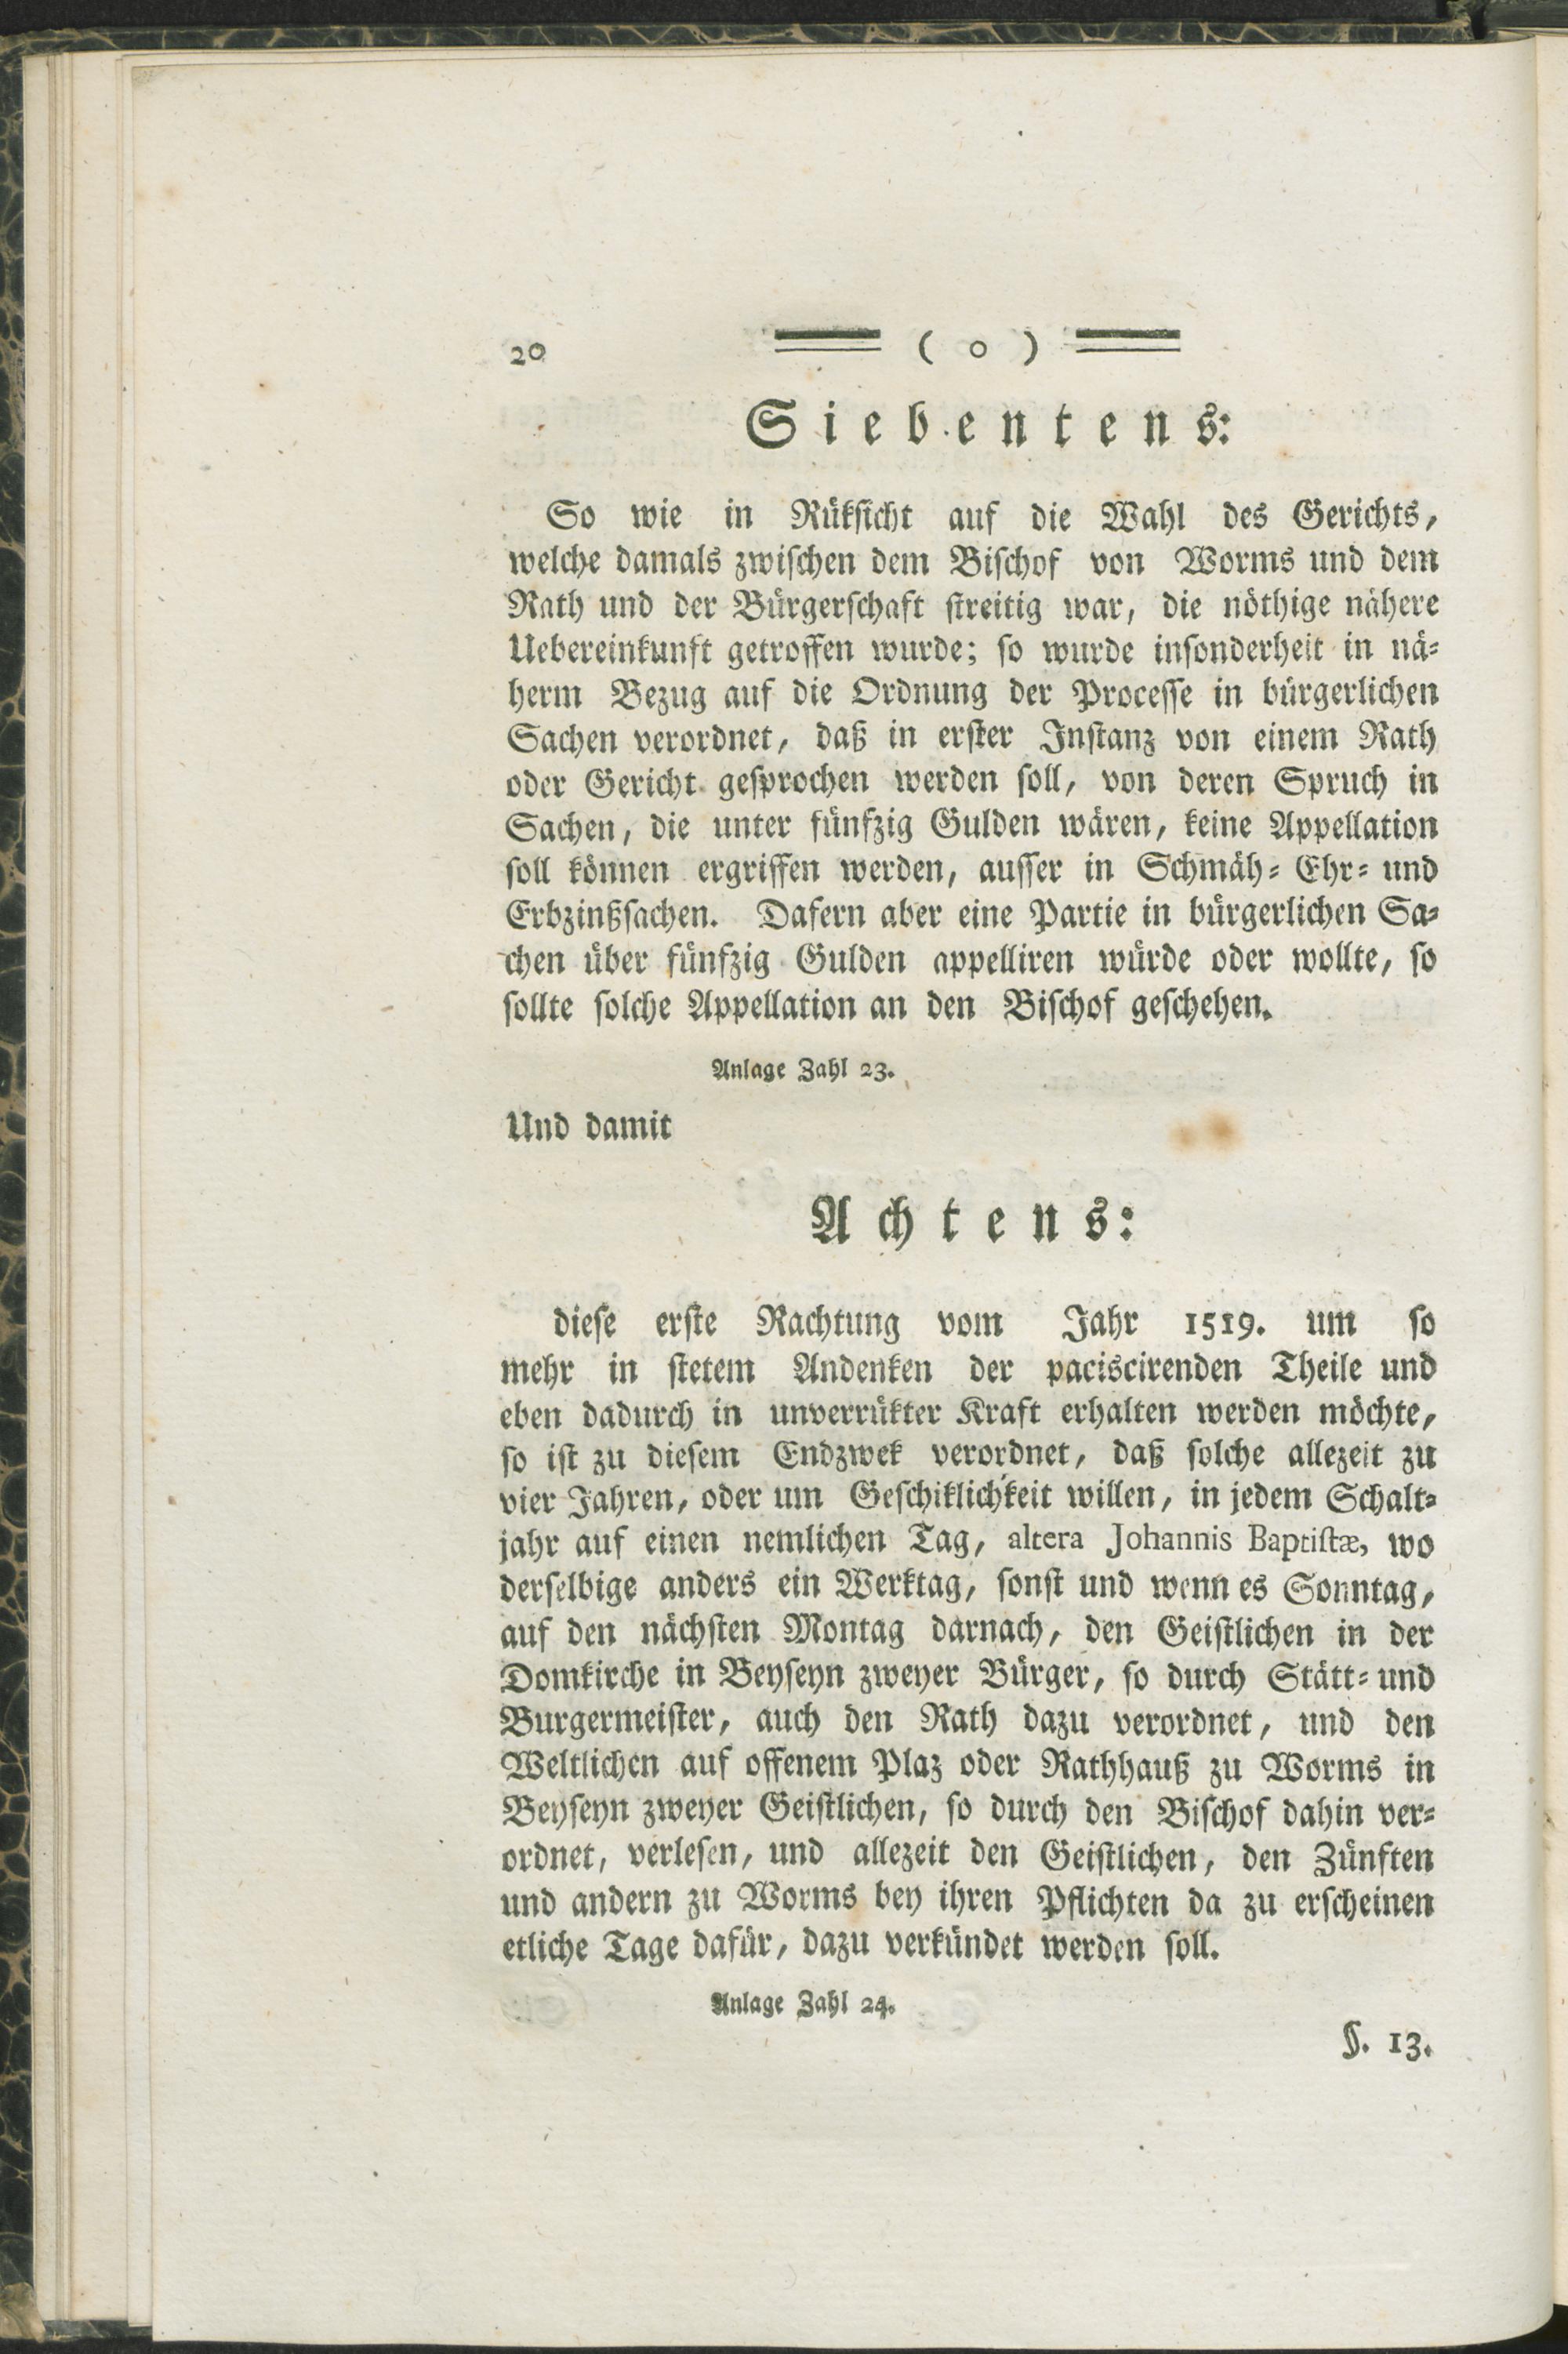 20 ( o )
Siebentens:
So wie in Rüksicht auf die Wahl des Gerichts,
welche damals zwischen dem Bischof von Worms und dem
Rath und der Bürgerschaft streitig war, die nöthige nähere
Uebereinkunft getroffen wurde; so wurde insonderheit in nä-
herm Bezug auf die Ordnung der Processe in bürgerlichen
Sachen verordnet, daß in erster Instanz von einem Rath
oder Gericht gesprochen werden soll, von deren Spruch in
Sachen, die unter fünfzig Gulden wären, keine Appellation
soll können ergriffen werden, ausser in Schmäh- Ehr- und
Erbzinßsachen. Dafern aber eine Partie in bürgerlichen Sa-
chen über fünfzig Gulden appelliren würde oder wollte, so
sollte solche Appellation an den Bischof geschehen.
Anlage Zahl 23.
Und damit
Achtens:
diese erste Rachtung vom Jahr 1519. um so
mehr in stetem Andenken der paciscirenden Theile und
eben dadurch in unverrükter Kraft erhalten werden möchte,
so ist zu diesem Endzwek verordnet, daß solche allezeit zu
vier Jahren, oder um Geschiklichkeit willen, in jedem Schalt-
jahr auf einen nemlichen Tag, altera Johannis Baptistæ, wo
derselbige anders ein Werktag, sonst und wenn es Sonntag,
auf den nächsten Montag darnach, den Geistlichen in der
Domkirche in Beyseyn zweyer Bürger, so durch Stätt- und
Burgermeister, auch den Rath dazu verordnet, und den
Weltlichen auf offenem Plaz oder Rathhauß zu Worms in
Beyseyn zweyer Geistlichen, so durch den Bischof dahin ver-
ordnet, verlesen, und allezeit den Geistlichen, den Zünften
und andern zu Worms bey ihren Pflichten da zu erscheinen
etliche Tage dafür, dazu verkündet werden soll.
Anlage Zahl 24.
§. 13.